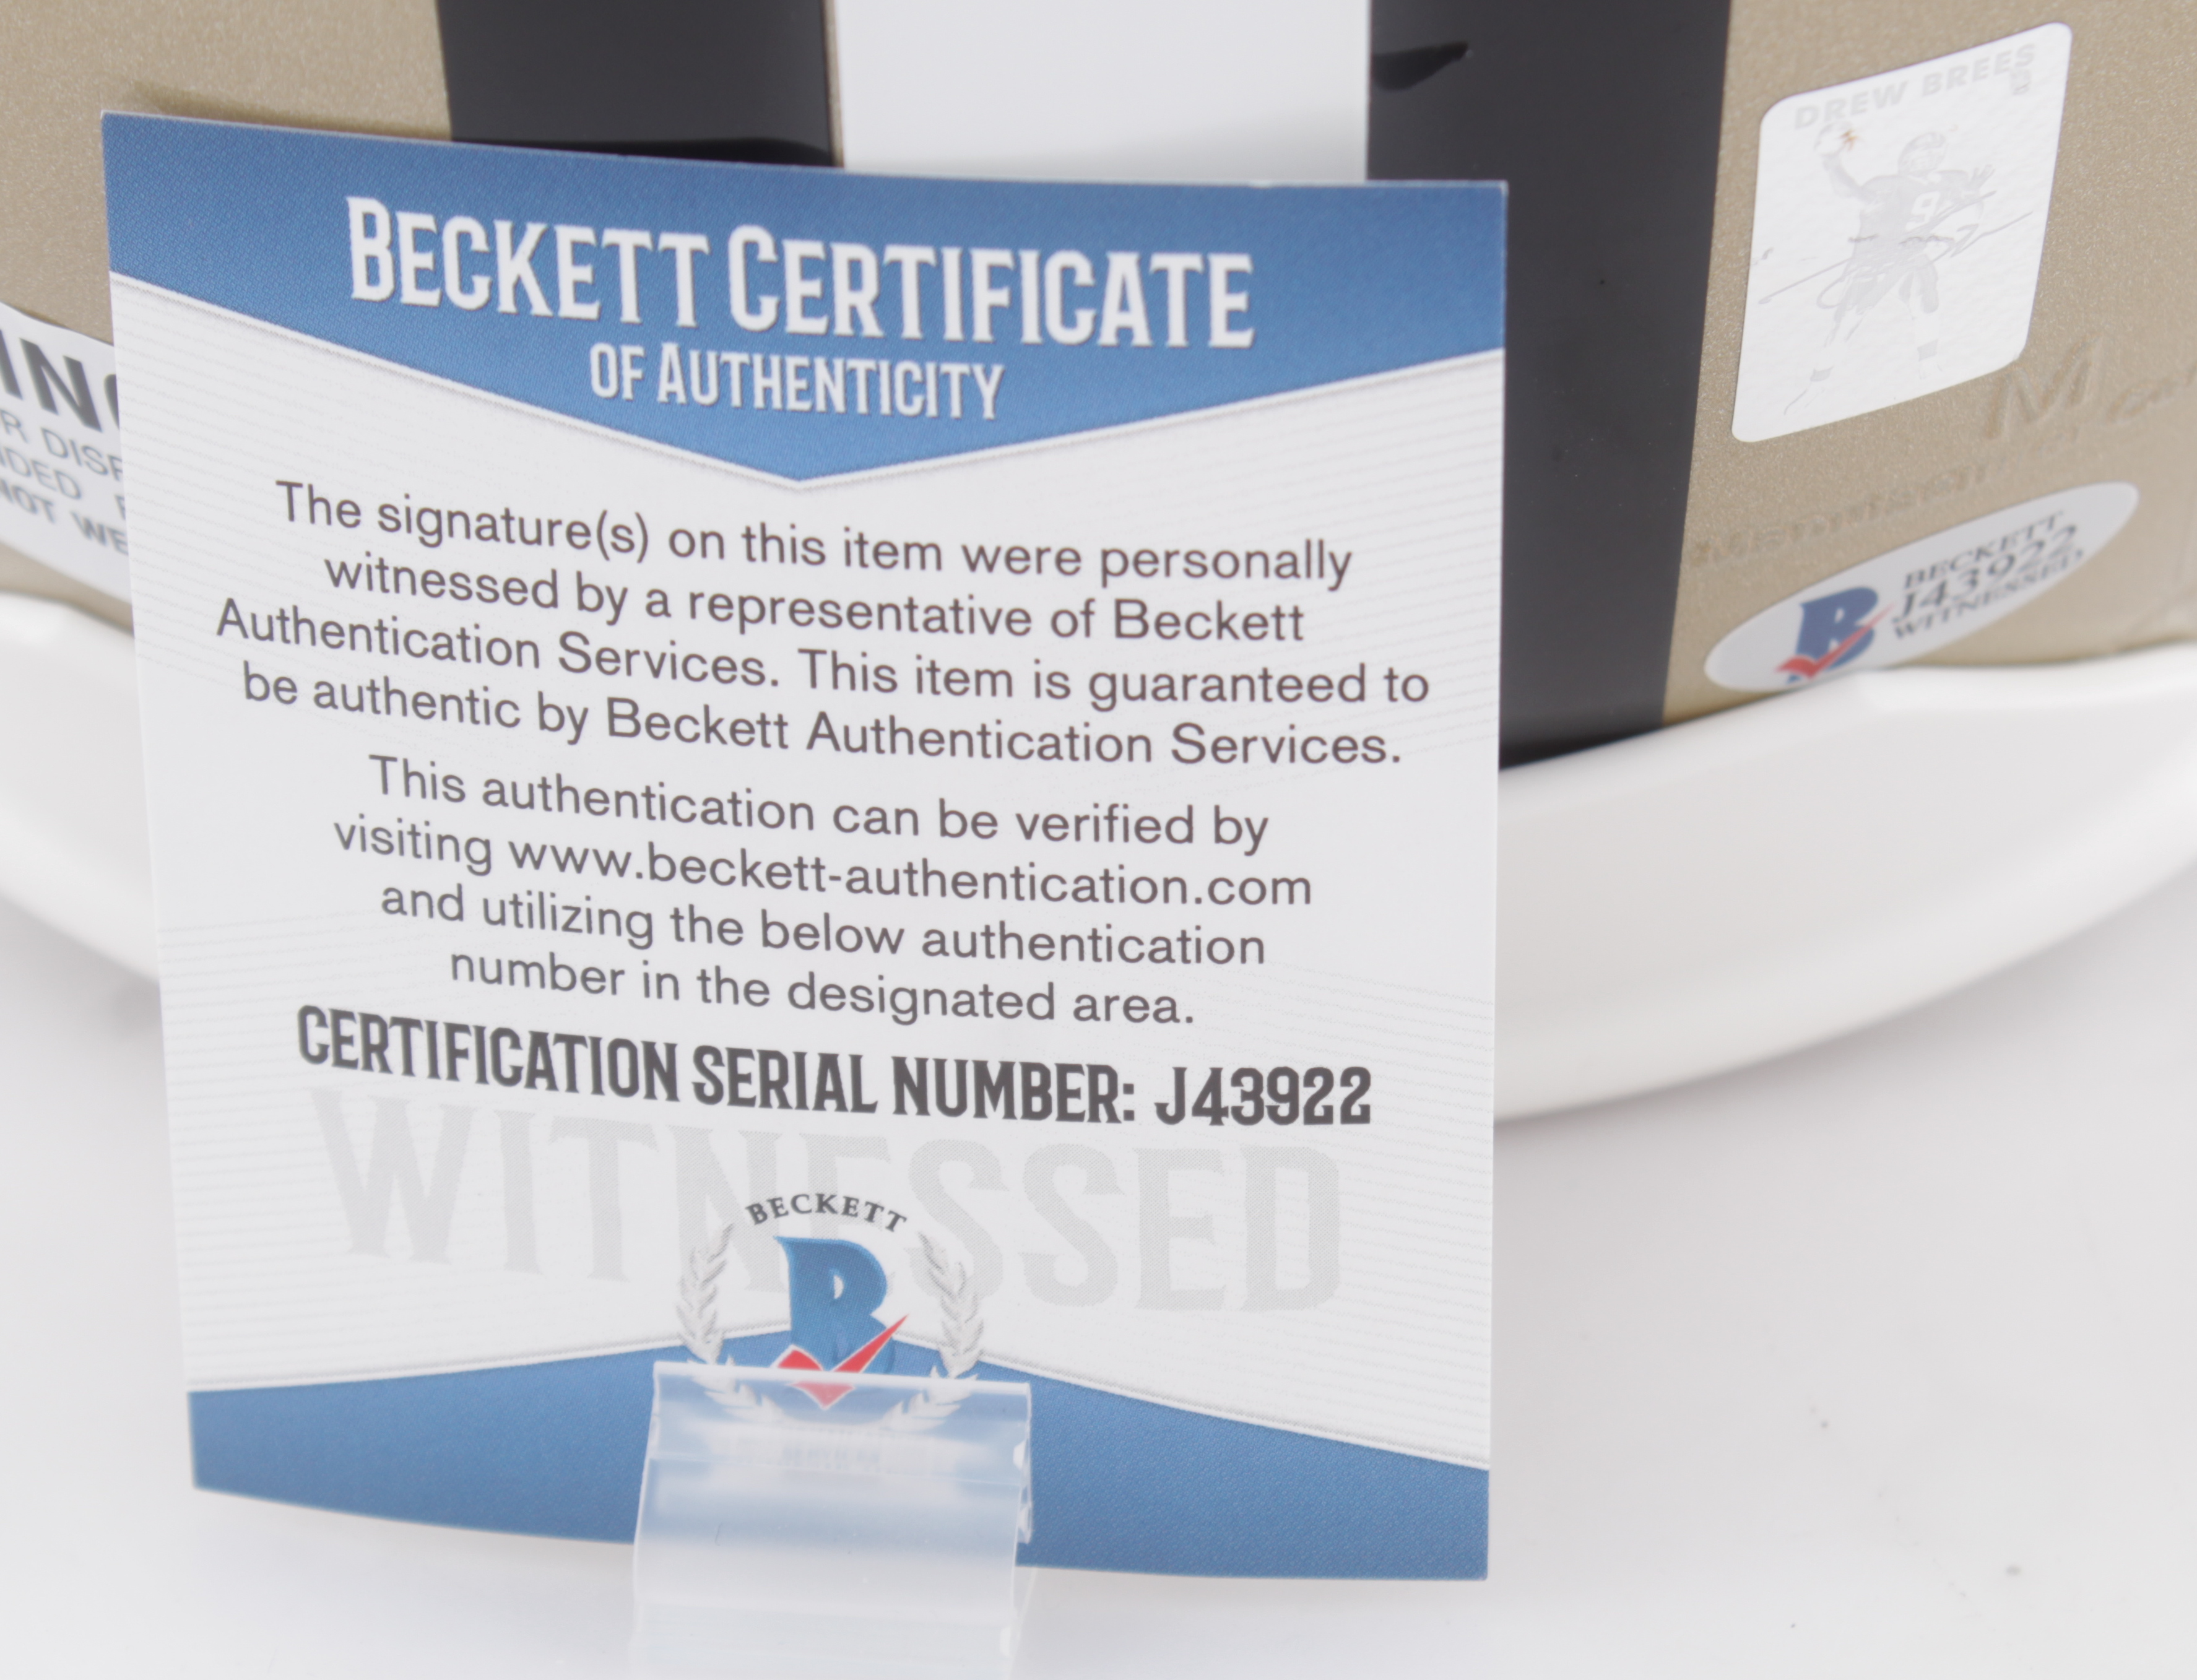 BECKETT CERTIFICATE
OF AUTHENTICITY
The signature(s) on this item were personally
witnessed by a representative of Beckett
Authentication Services. This item is guaranteed to
be authentic by Beckett Authentication Services.
This authentication can be verified by
visiting www.beckett-authentication.com
and utilizing the below authentication
number in the designated area.
CERTIFICATION SERIAL NUMBER: J43922
WITNESSED
BECKETT
B
DREW BREES
9
M
B
BECKETT
J43922
WITNESSED